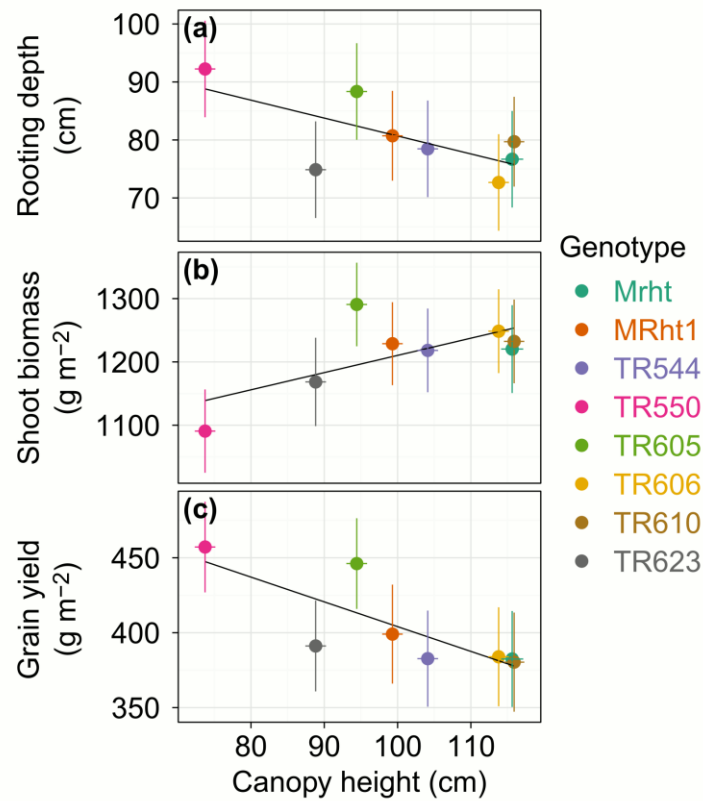 (a)
100
90
80
70
Rooting depth
(cm)
(b)
1300
1200
1100
Shoot biomass
(g m−2)
(c)
450
400
350
Grain yield
(g m−2)
80 90 100 110
Canopy height (cm)
Genotype
Mrht
MRht1
TR544
TR550
TR605
TR606
TR610
TR623